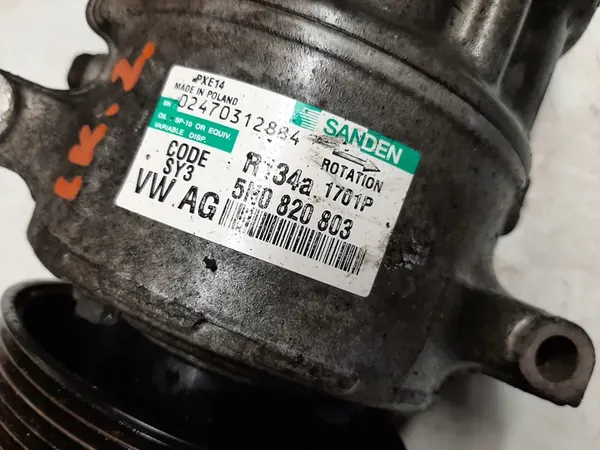 PXE14
MADE IN POLAND
SN 02470312884
OIL SP-10 OR EQUIV.
VARIABLE DISP.
SANDEN
ROTATION
CODE
SY3
R134a 1701P
VW AG
5N0 820 803